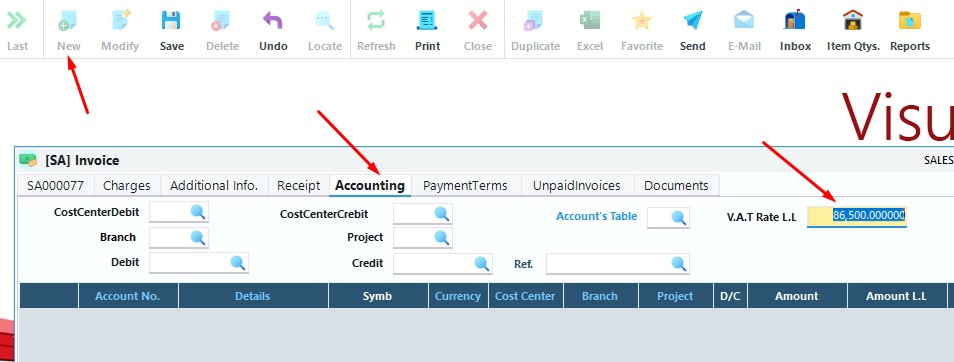 Last New Modify Save Delete Undo Locate Refresh Print Close Duplicate Excel Favorite Send E-Mail Inbox Item Qtys. Reports
Visu
[SA] Invoice SALES
SA000077 Charges Additional Info. Receipt Accounting PaymentTerms UnpaidInvoices Documents
CostCenterDebit CostCenterCrebit Account's Table V.A.T Rate L.L 86,500.000000
Branch Project
Debit Credit Ref.
Account No. Details Symb Currency Cost Center Branch Project D/C Amount Amount L.L